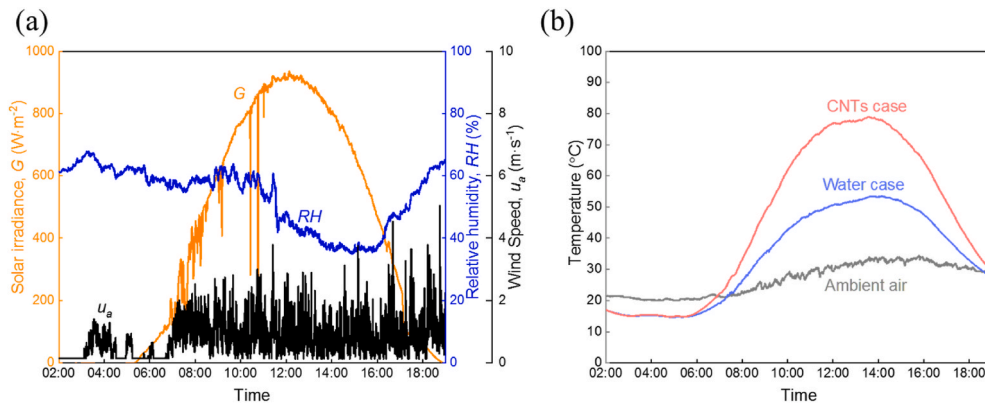 (a)
1000
800
600
400
200
0
Solar irradiance, G (W·m-2)
100
80
60
40
20
0
Relative humidity, RH (%)
10
8
6
4
2
0
Wind Speed, ua (m·s-1)
G
RH
ua
02:00 04:00 06:00 08:00 10:00 12:00 14:00 16:00 18:00
Time
(b)
100
90
80
70
60
50
40
30
20
10
0
Temperature (°C)
CNTs case
Water case
Ambient air
02:00 04:00 06:00 08:00 10:00 12:00 14:00 16:00 18:00
Time